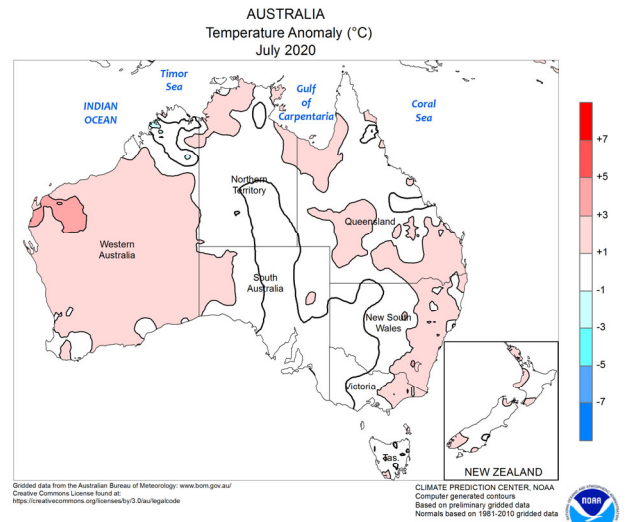 AUSTRALIA
Temperature Anomaly (°C)
July 2020
Timor
Sea
INDIAN
OCEAN
Gulf
of
Carpentaria
Coral
Sea
Northern
Territory
Queensland
Western
Australia
South
Australia
New South
Wales
Victoria
Tas.
NEW ZEALAND
+7
+5
+3
+1
-1
-3
-5
-7
Gridded data from the Australian Bureau of Meteorology: www.bom.gov.au/
Creative Commons License found at:
https://creativecommons.org/licenses/by/3.0/au/legalcode
CLIMATE PREDICTION CENTER, NOAA
Computer generated contours
Based on preliminary gridded data
Normals based on 1981-2010 gridded data
NOAA